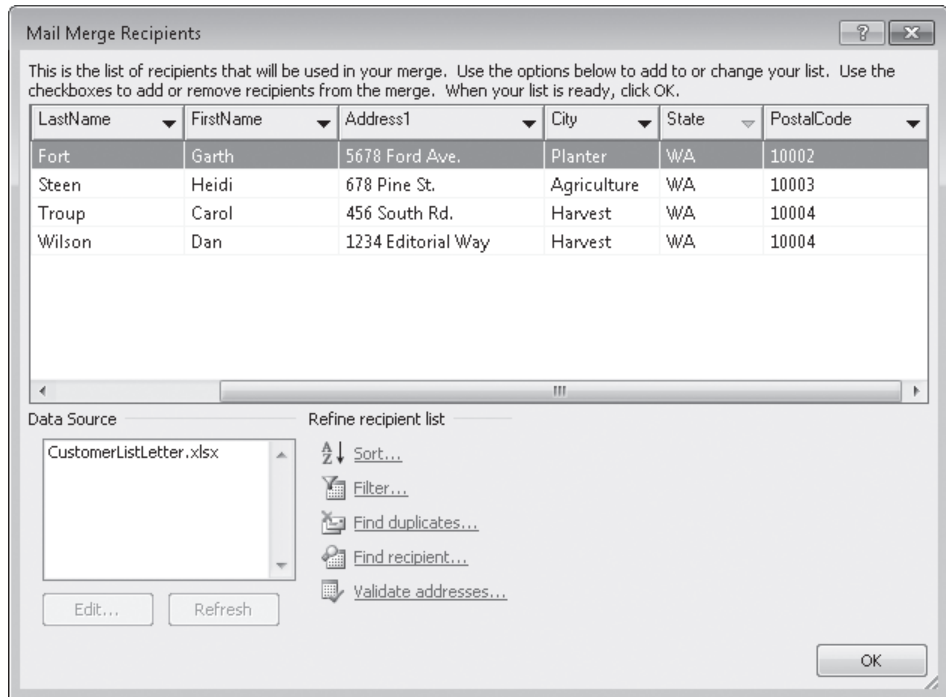 Mail Merge Recipients
This is the list of recipients that will be used in your merge. Use the options below to add to or change your list. Use the
checkboxes to add or remove recipients from the merge. When your list is ready, click OK.
LastName FirstName Address1 City State PostalCode
Fort Garth 5678 Ford Ave. Planter WA 10002
Steen Heidi 678 Pine St. Agriculture WA 10003
Troup Carol 456 South Rd. Harvest WA 10004
Wilson Dan 1234 Editorial Way Harvest WA 10004
Data Source Refine recipient list
CustomerListLetter.xlsx
Sort...
Filter...
Find duplicates...
Find recipient...
Validate addresses...
Edit... Refresh
OK